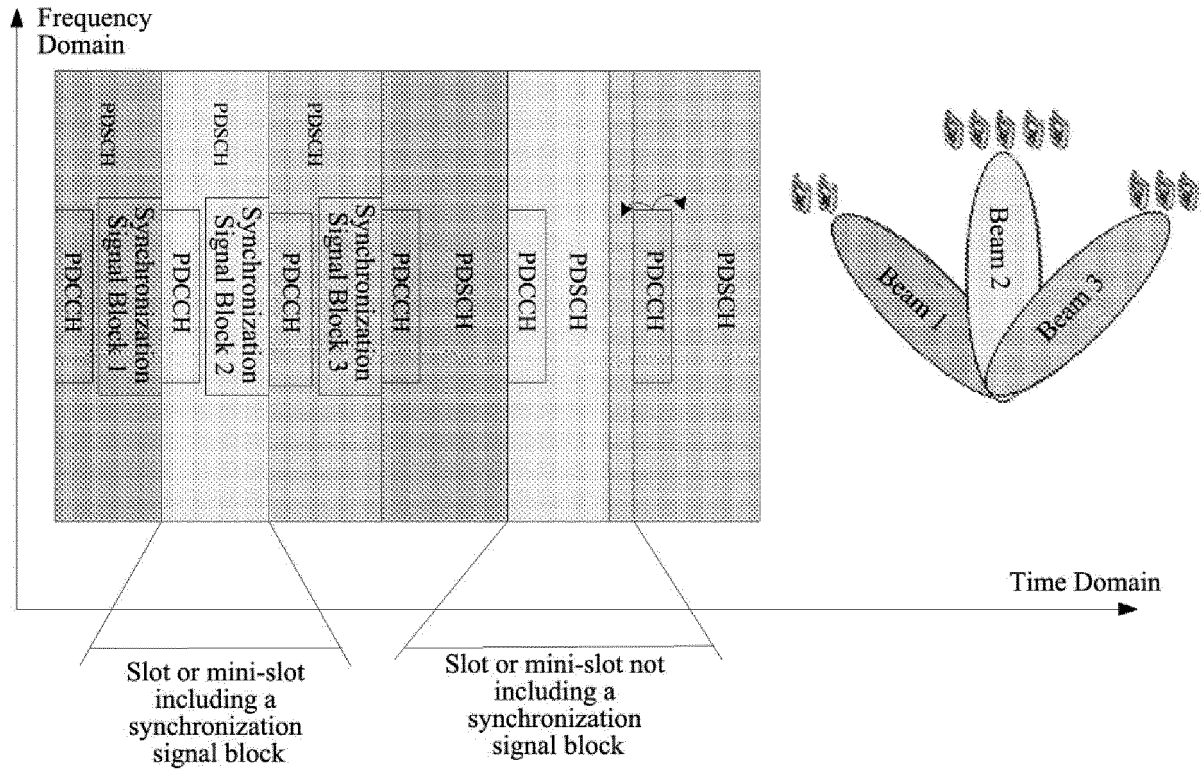 Frequency
Domain
PDSCH
PDSCH
PDSCH
PDCCH
Synchronization
Signal Block 1
PDCCH
Synchronization
Signal Block 2
PDCCH
Synchronization
Signal Block 3
PDCCH
PDSCH
PDCCH
PDSCH
PDCCH
PDSCH
Beam 1
Beam 2
Beam 3
Time Domain
Slot or mini-slot
including a
synchronization
signal block
Slot or mini-slot not
including a
synchronization
signal block